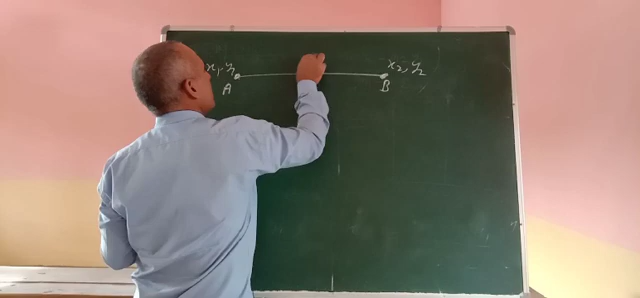 x₁, y₁ x₂, y₂
A B